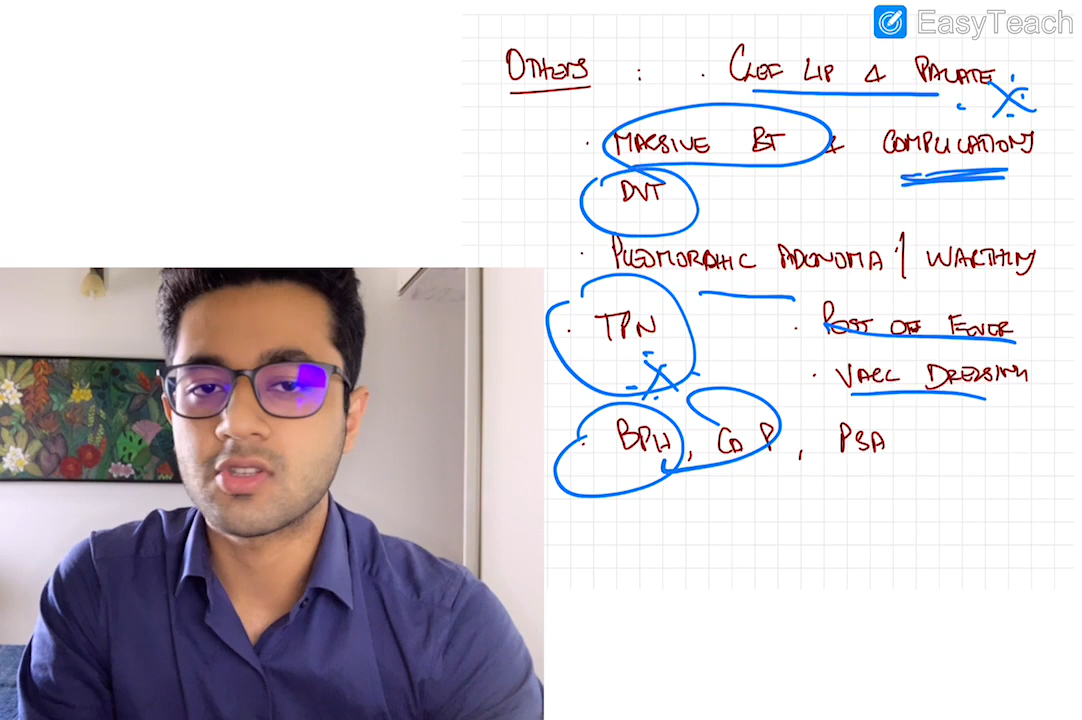 EasyTeach
OTHERS : . CLEF LIP & PALATE
. MASSIVE BT & COMPLICATIONS
DVT
. PLEOMORPHIC ADENOMA / WARTHIN
. TPN . POST OP FEVER
. VACC DRESSING
. BPH, Ca P, PSA